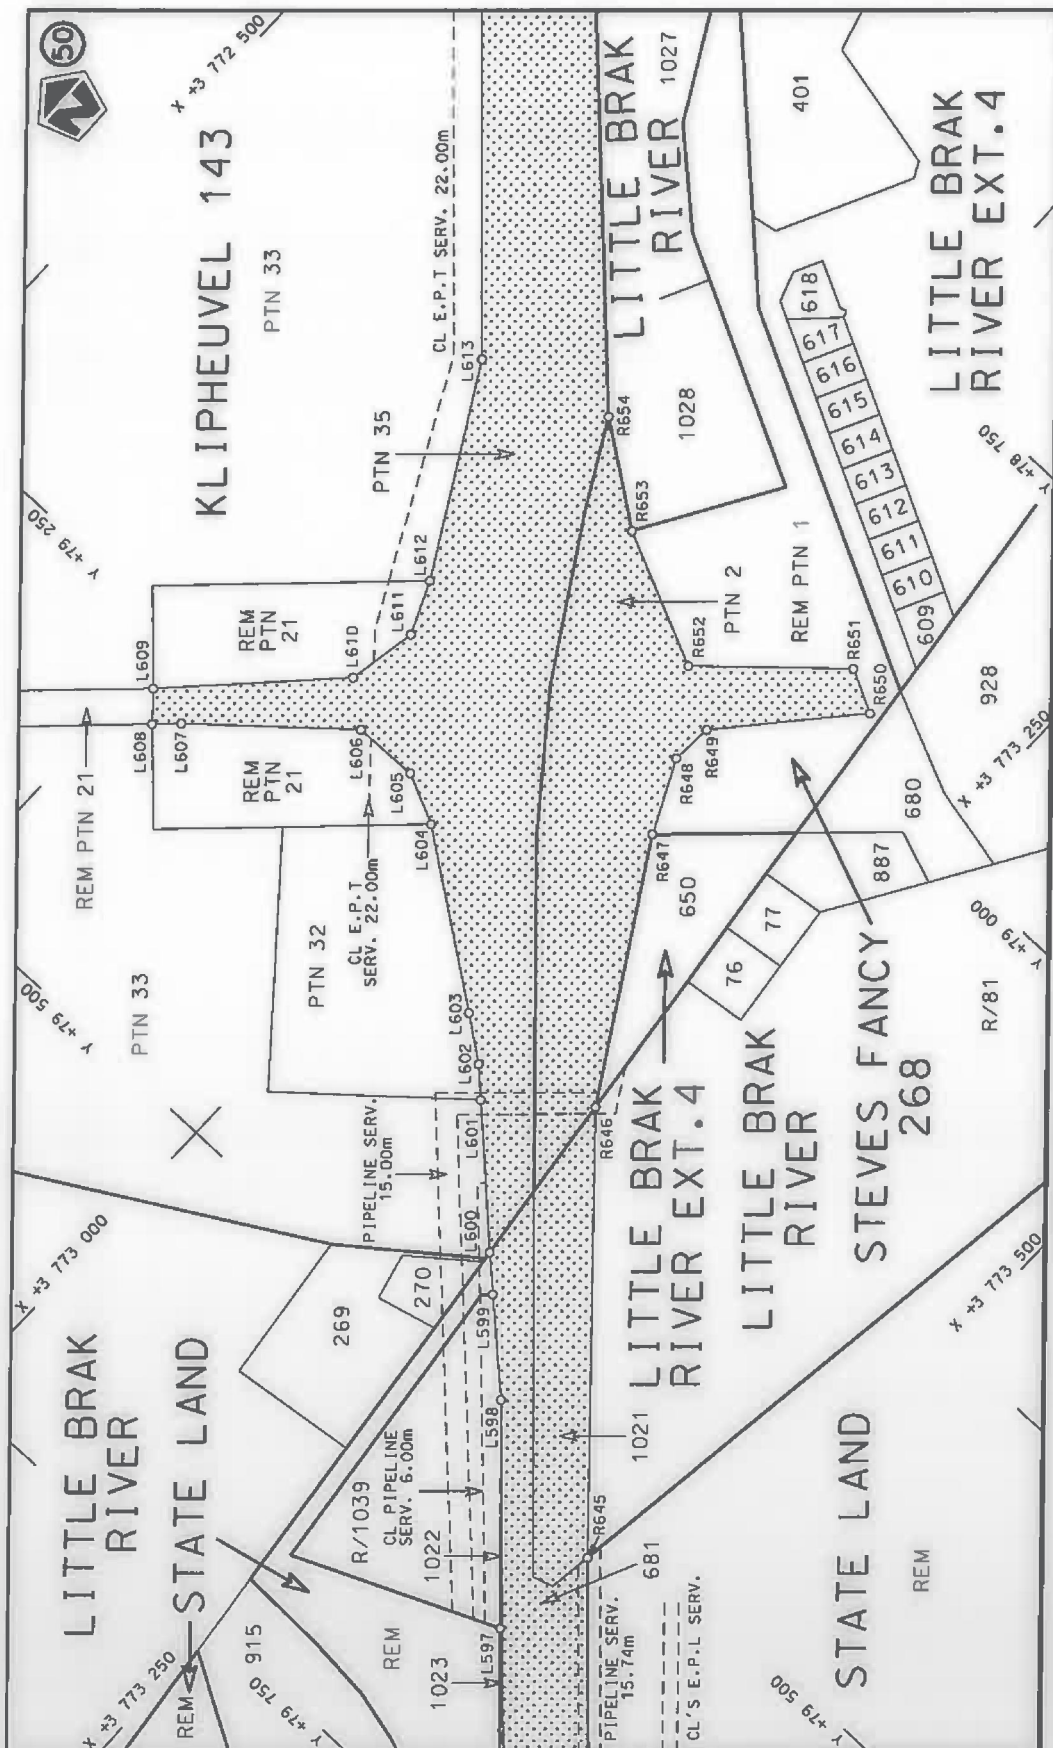 50
X +3 772 500
KLIPHEUVEL 143
PTN 33
CL E.P.T SERV. 22.00m
LITTLE BRAK
RIVER
1027
401
LITTLE BRAK
RIVER EXT.4
Y +79 250
PTN 35
L613
R654
1028
R653
618
617
616
615
614
613
612
611
610
609
Y +78 750
L612
L611
L610
L609
REM
PTN
21
PTN 2
REM PTN 1
R652
R651
R650
928
X +3 773 250
REM PTN 21
L608
L607
L606
L605
L604
REM
PTN
21
R649
R648
R647
680
887
650
77
76
Y +79 000
R/81
CL E.P.T
SERV. 22.00m
PTN 32
PTN 33
Y +79 500
L603
L602
L601
L600
L599
L598
L597
R646
R645
PIPELINE SERV.
15.00m
LITTLE BRAK
RIVER EXT.4
LITTLE BRAK
RIVER
STEVES FANCY
268
X +3 773 000
269
270
LITTLE BRAK
RIVER
STATE LAND
R/1039
CL PIPELINE
SERV. 6.00m
1022
1021
681
X +3 773 500
STATE LAND
REM
X +3 773 250
REM
915
Y +79 750
REM
1023
PIPELINE SERV.
15.74m
CL'S E.P.L SERV.
Y +79 500